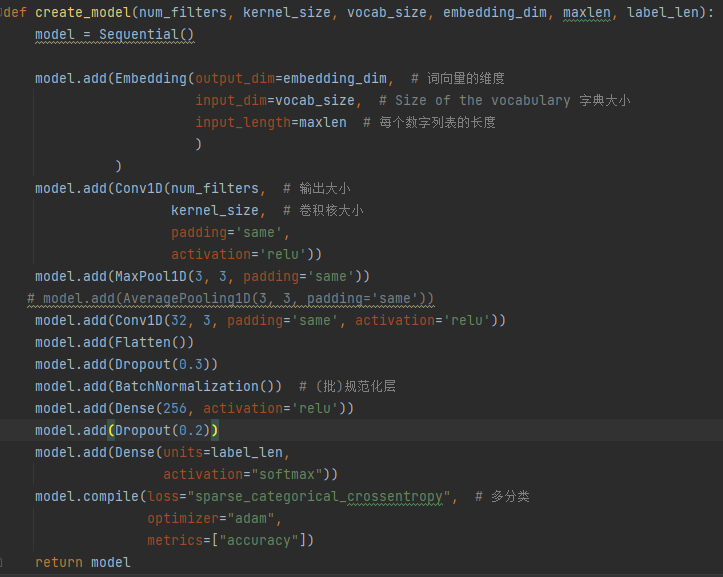 def create_model(num_filters, kernel_size, vocab_size, embedding_dim, maxlen, label_len):
    model = Sequential()
    model.add(Embedding(output_dim=embedding_dim,  # 词向量的维度
                        input_dim=vocab_size,  # Size of the vocabulary 字典大小
                        input_length=maxlen  # 每个数字列表的长度
                        )
              )
    model.add(Conv1D(num_filters,  # 输出大小
                     kernel_size,  # 卷积核大小
                     padding='same',
                     activation='relu'))
    model.add(MaxPool1D(3, 3, padding='same'))
   # model.add(AveragePooling1D(3, 3, padding='same'))
    model.add(Conv1D(32, 3, padding='same', activation='relu'))
    model.add(Flatten())
    model.add(Dropout(0.3))
    model.add(BatchNormalization())  # (批)规范化层
    model.add(Dense(256, activation='relu'))
    model.add(Dropout(0.2))
    model.add(Dense(units=label_len,
                    activation="softmax"))
    model.compile(loss="sparse_categorical_crossentropy",  # 多分类
                  optimizer="adam",
                  metrics=["accuracy"])
    return model